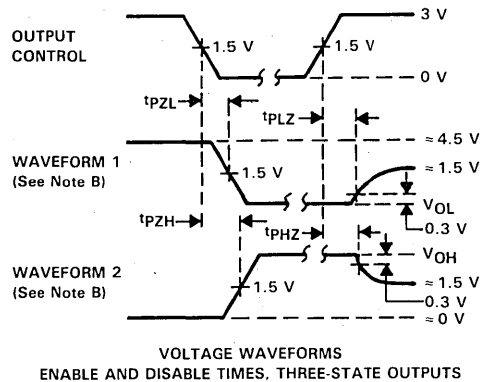 OUTPUT
CONTROL
3 V
1.5 V
1.5 V
0 V
tPZL
tPLZ
≈ 4.5 V
WAVEFORM 1
(See Note B)
1.5 V
≈ 1.5 V
VOL
0.3 V
tPZH
tPHZ
VOH
WAVEFORM 2
(See Note B)
1.5 V
≈ 1.5 V
0.3 V
≈ 0 V
VOLTAGE WAVEFORMS
ENABLE AND DISABLE TIMES, THREE-STATE OUTPUTS